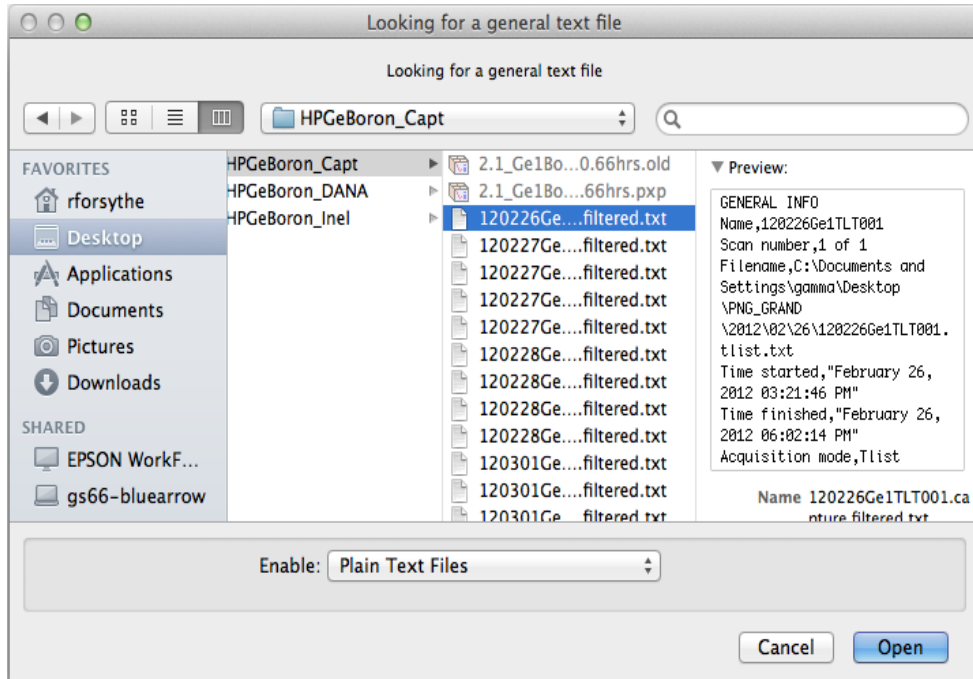 Looking for a general text file
Looking for a general text file
HPGeBoron_Capt
FAVORITES
rforsythe
Desktop
Applications
Documents
Pictures
Downloads
SHARED
EPSON WorkF...
gs66-bluearrow
HPGeBoron_Capt
HPGeBoron_DANA
HPGeBoron_Inel
2.1_Ge1Bo...0.66hrs.old
2.1_Ge1Bo....66hrs.pxp
120226Ge....filtered.txt
120227Ge....filtered.txt
120227Ge....filtered.txt
120227Ge....filtered.txt
120227Ge....filtered.txt
120228Ge....filtered.txt
120228Ge....filtered.txt
120228Ge....filtered.txt
120228Ge....filtered.txt
120301Ge....filtered.txt
120301Ge....filtered.txt
120301Ge....filtered.txt
Preview:
GENERAL INFO
Name,120226Ge1TLT001
Scan number,1 of 1
Filename,C:\Documents and
Settings\gamma\Desktop
\PNG_GRAND
\2012\02\26\120226Ge1TLT001.
tlist.txt
Time started,"February 26,
2012 03:21:46 PM"
Time finished,"February 26,
2012 06:02:14 PM"
Acquisition mode,Tlist
Name 120226Ge1TLT001.ca
pture.filtered.txt
Enable: Plain Text Files
Cancel Open